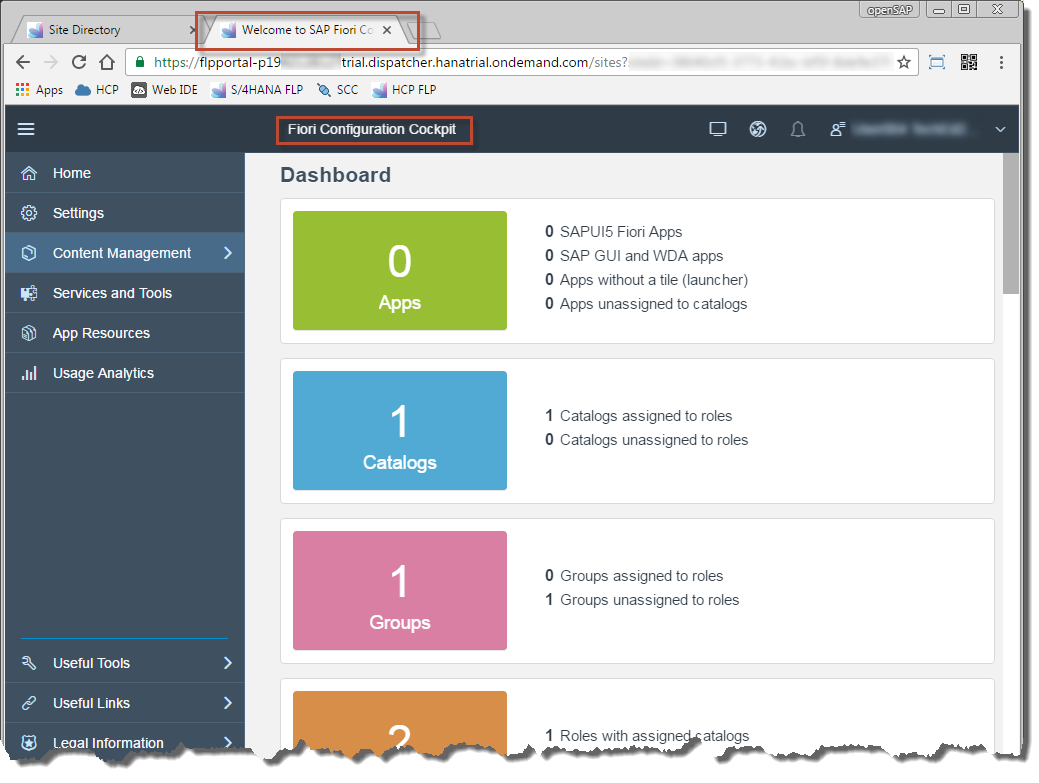 openSAP
Site Directory
Welcome to SAP Fiori Co
https://flpportal-p19 trial.dispatcher.hanatrial.ondemand.com/sites?
Apps HCP Web IDE S/4HANA FLP SCC HCP FLP
Fiori Configuration Cockpit
Home
Settings
Content Management
Services and Tools
App Resources
Usage Analytics
Useful Tools
Useful Links
Legal Information
Dashboard
0
Apps
0 SAPUI5 Fiori Apps
0 SAP GUI and WDA apps
0 Apps without a tile (launcher)
0 Apps unassigned to catalogs
1
Catalogs
1 Catalogs assigned to roles
0 Catalogs unassigned to roles
1
Groups
0 Groups assigned to roles
1 Groups unassigned to roles
2
1 Roles with assigned catalogs